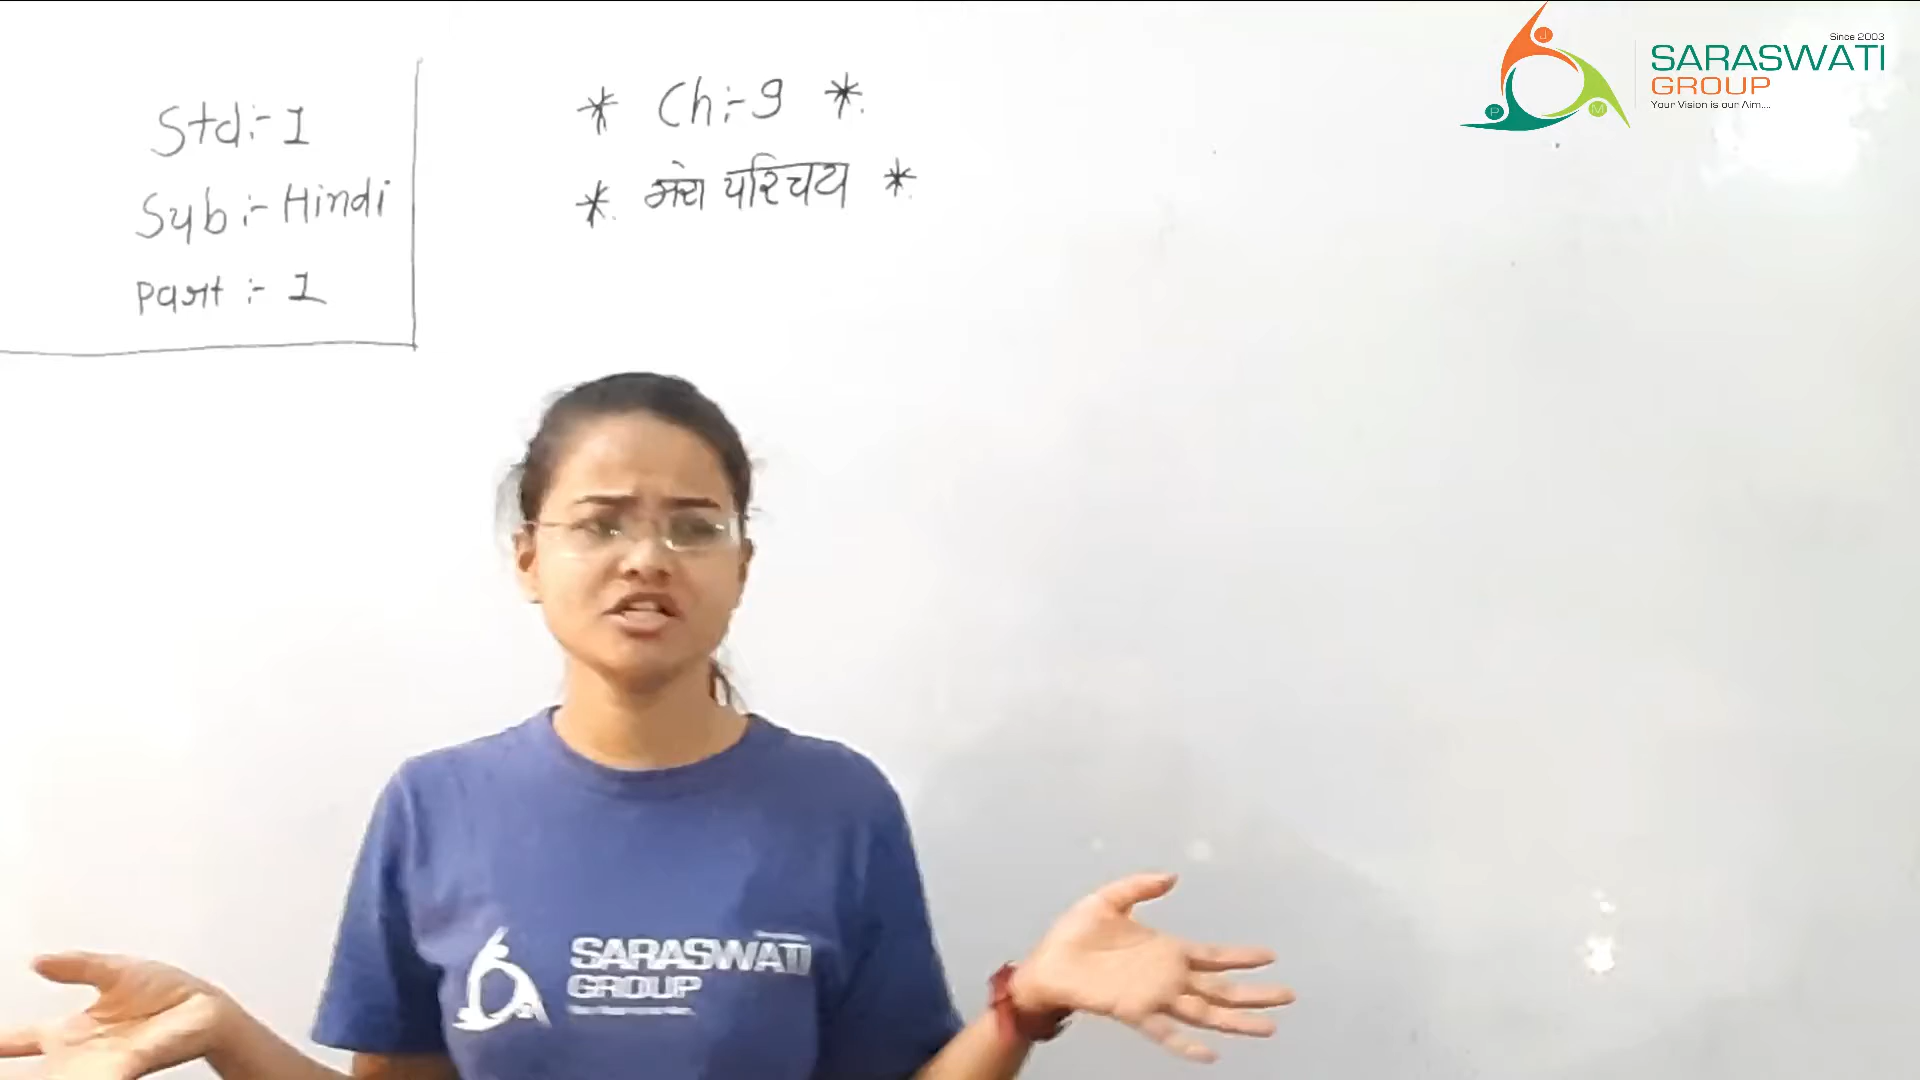 Std:- 1
Sub:- Hindi
Part:- 1
* Ch:- 9 *
* मेरा परिचय *
Since 2003
SARASWATI
GROUP
Your Vision is our Aim....
J
P
M
SARASWATI
GROUP